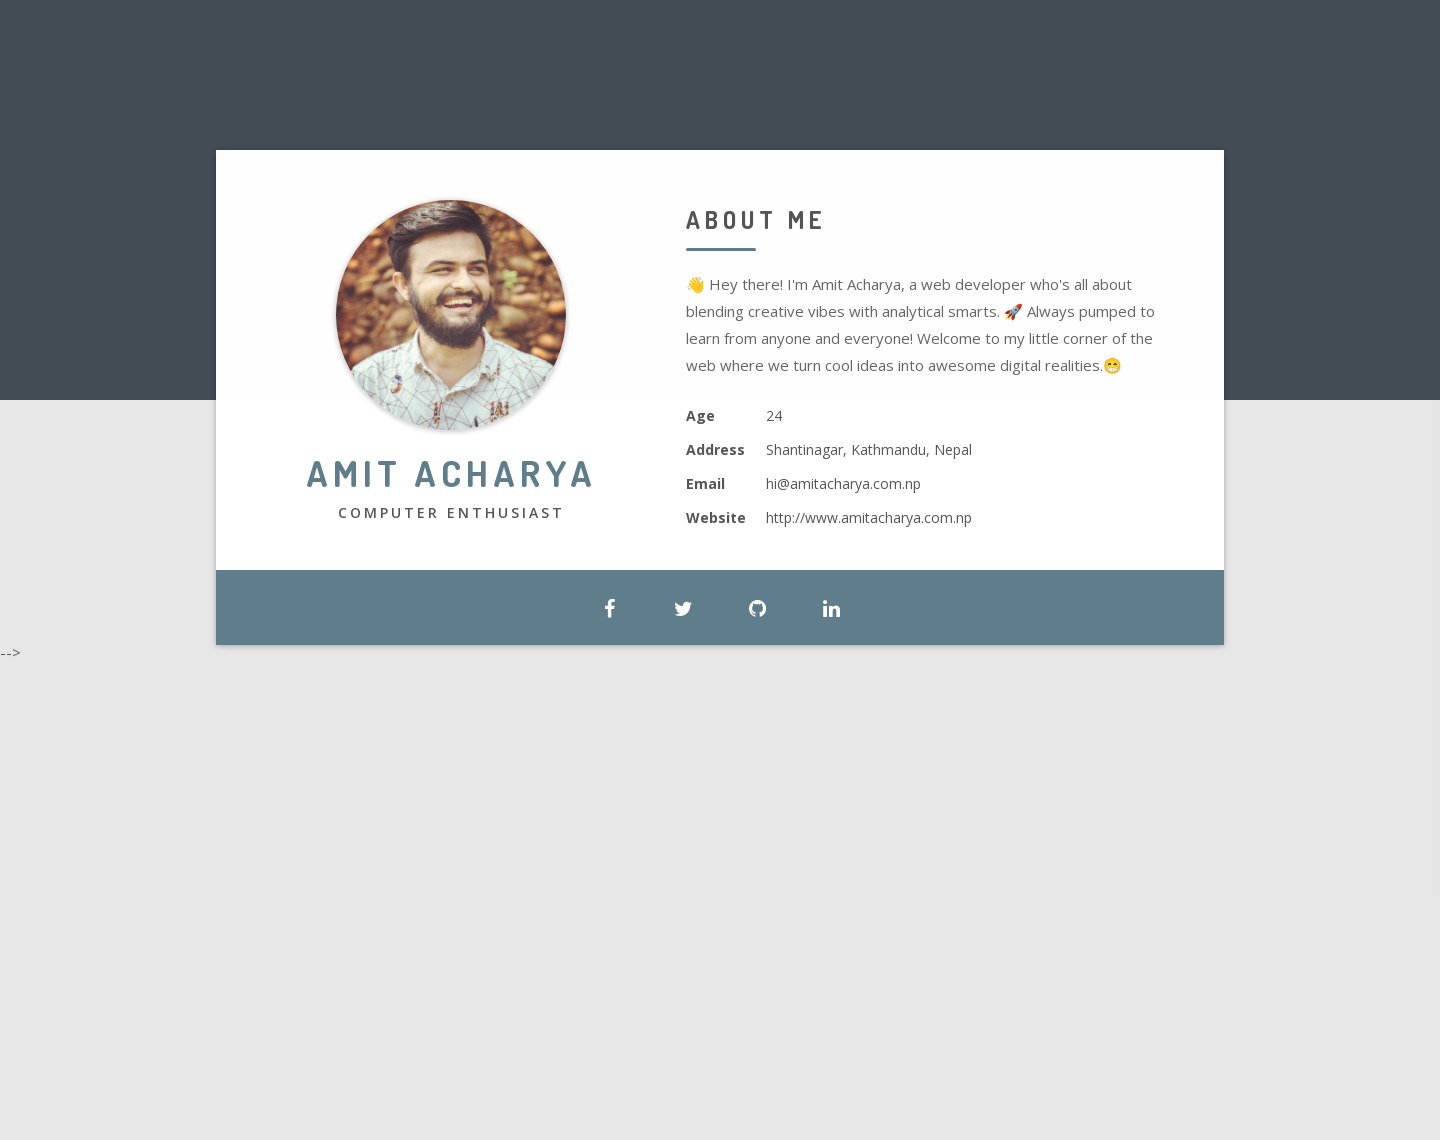 AMIT ACHARYA
COMPUTER ENTHUSIAST
ABOUT ME
👋 Hey there! I'm Amit Acharya, a web developer who's all about
blending creative vibes with analytical smarts. 🚀 Always pumped to
learn from anyone and everyone! Welcome to my little corner of the
web where we turn cool ideas into awesome digital realities.😁
Age 24
Address Shantinagar, Kathmandu, Nepal
Email hi@amitacharya.com.np
Website http://www.amitacharya.com.np
-->